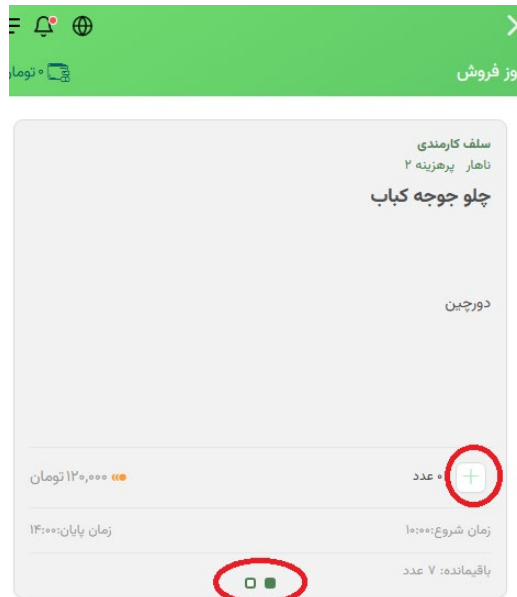 ۰ تومان
وز فروش
سلف کارمندی
ناهار پرهزینه ۲
چلو جوجه کباب
دورچین
۰ عدد
۱۲۰,۰۰۰ تومان
زمان شروع:۱۰:۰۰
زمان پایان:۱۴:۰۰
باقیمانده: ۷ عدد